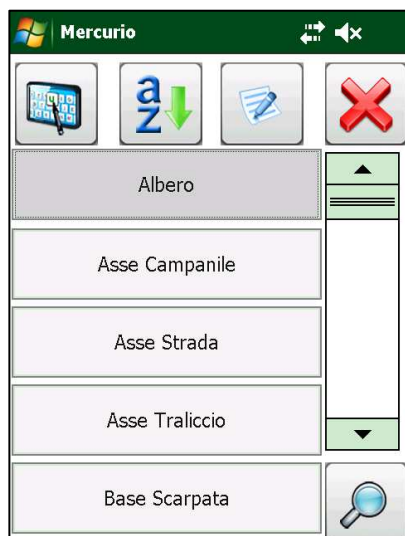 Mercurio
a
z
Albero
Asse Campanile
Asse Strada
Asse Traliccio
Base Scarpata